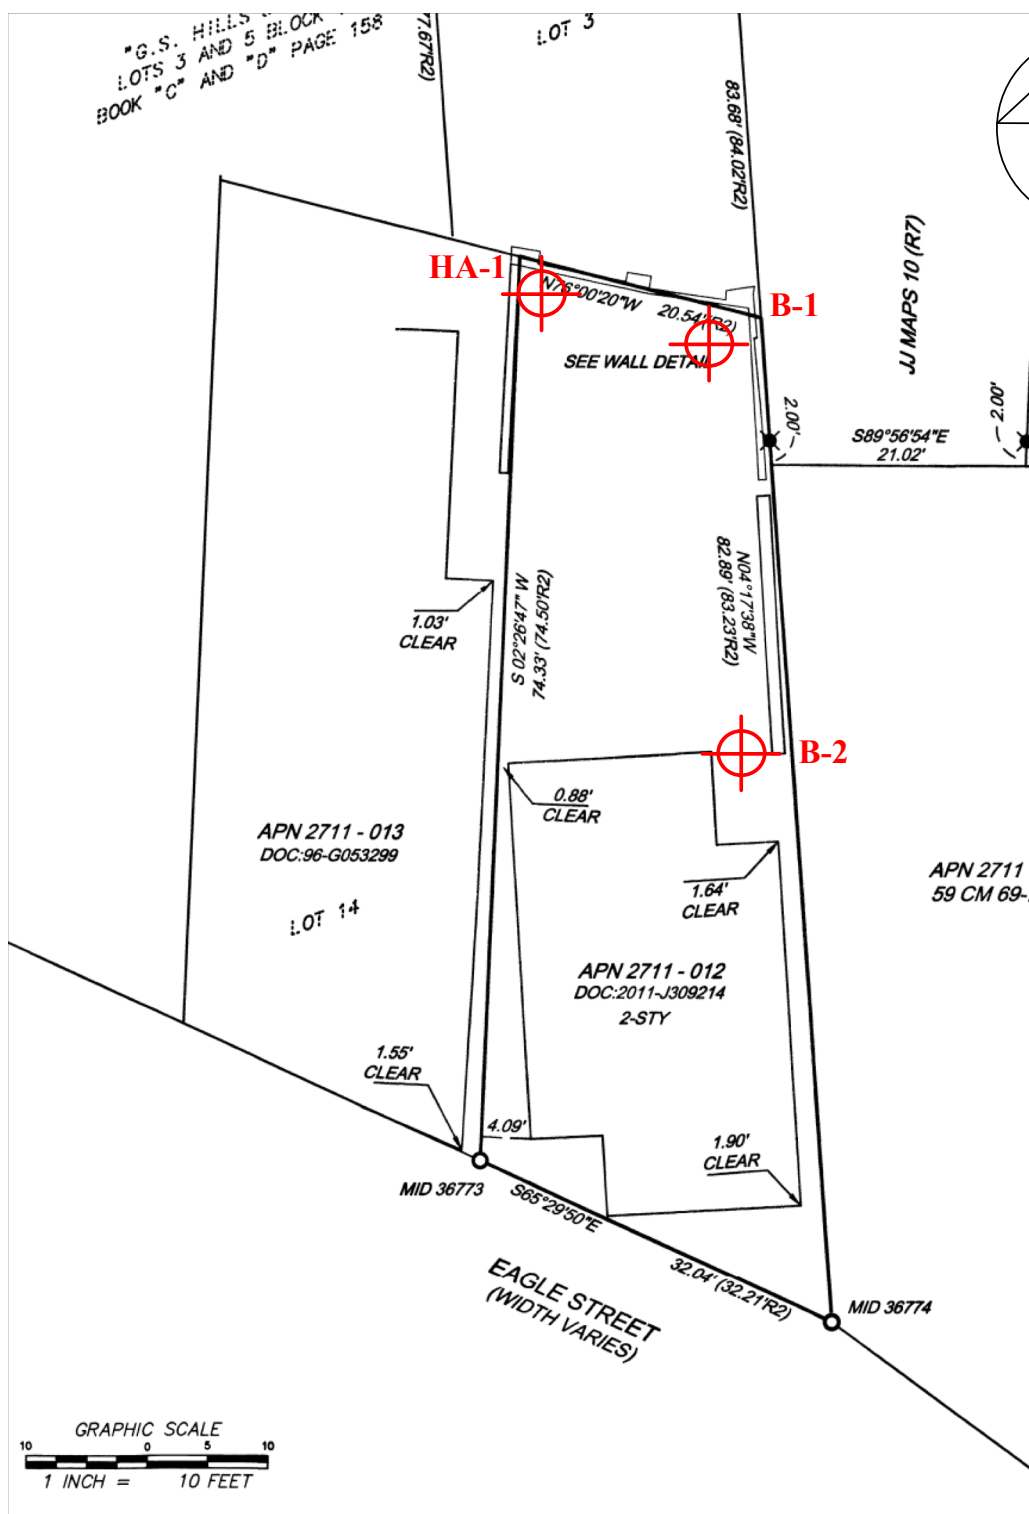 "G.S. HILLS
LOTS 3 AND 5 BLOCK
BOOK "C" AND "D" PAGE 158
77.67'R2)
LOT 3
83.68' (84.02'R2)
JJ MAPS 10 (R7)
HA-1
N76°00'20"W 20.54' (R2)
B-1
SEE WALL DETAIL
2.00'
S89°56'54"E
21.02'
2.00'
1.03'
CLEAR
S 02°26'47" W
74.33' (74.50'R2)
N04°17'38"W
82.89' (83.23'R2)
B-2
0.88'
CLEAR
APN 2711 - 013
DOC:96-G053299
LOT 14
1.64'
CLEAR
APN 2711
59 CM 69-
APN 2711 - 012
DOC:2011-J309214
2-STY
1.55'
CLEAR
4.09'
1.90'
CLEAR
MID 36773
S65°29'50"E
32.04' (32.21'R2)
MID 36774
EAGLE STREET
(WIDTH VARIES)
GRAPHIC SCALE
10 0 5 10
1 INCH = 10 FEET